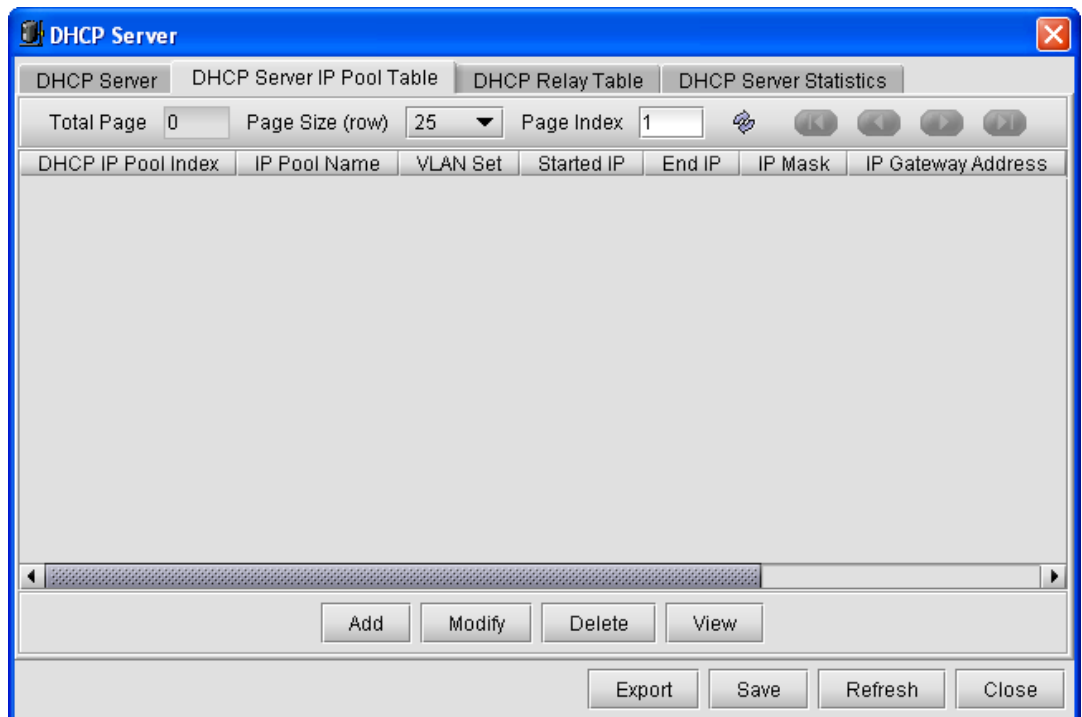 DHCP Server
DHCP Server DHCP Server IP Pool Table DHCP Relay Table DHCP Server Statistics
Total Page 0 Page Size (row) 25 Page Index 1
DHCP IP Pool Index IP Pool Name VLAN Set Started IP End IP IP Mask IP Gateway Address
Add Modify Delete View
Export Save Refresh Close